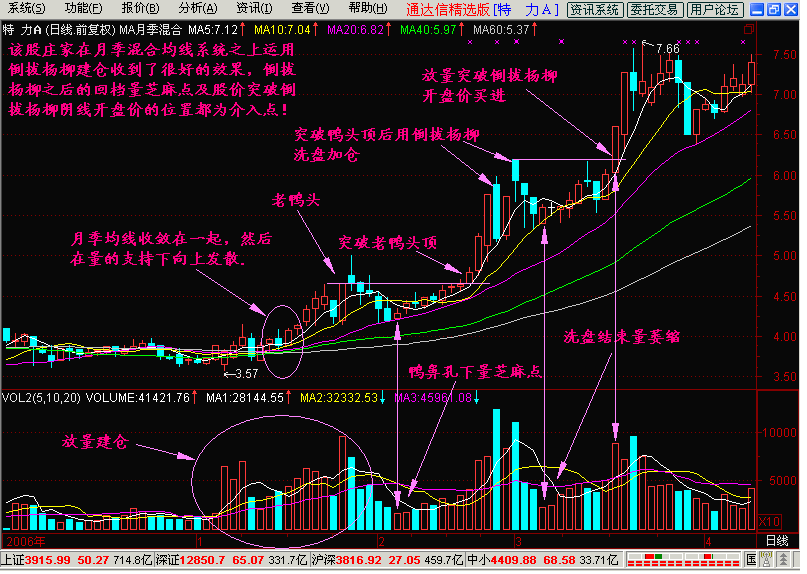 系统(S) 功能(F) 报价(B) 分析(A) 资讯(I) 查看(V) 帮助(H) 通达信精选版[特 力A] 资讯系统 委托交易 用户论坛
特 力A (日线.前复权) MA月季混合 MA5:7.12↑ MA10:7.04↑ MA20:6.82↑ MA40:5.97↑ MA60:5.37↑
该股庄家在月季混合均线系统之上运用
倒拔杨柳建仓收到了很好的效果，倒拔
杨柳之后的回档量芝麻点及股价突破倒
拔杨柳阴线开盘价的位置都为介入点！
←7.66
放量突破倒拔杨柳
开盘价买进
突破鸭头顶后用倒拔杨柳
洗盘加仓
老鸭头
月季均线收敛在一起，然后
在量的支持下向上发散.
突破老鸭头顶
←3.57
洗盘结束量萎缩
鸭鼻孔下量芝麻点
7.50
7.00
6.50
6.00
5.50
5.00
4.50
4.00
3.50
VOL2(5,10,20) VOLUME:41421.76↑ MA1:28144.55↑ MA2:32332.53↓ MA3:45961.08↓
放量建仓
10000
5000
X10
2006年 1 2 3 4 日线
上证3915.99 50.27 714.8亿 深证12850.7 65.07 331.7亿 沪深3816.92 27.05 459.7亿 中小4409.88 68.58 33.71亿 国